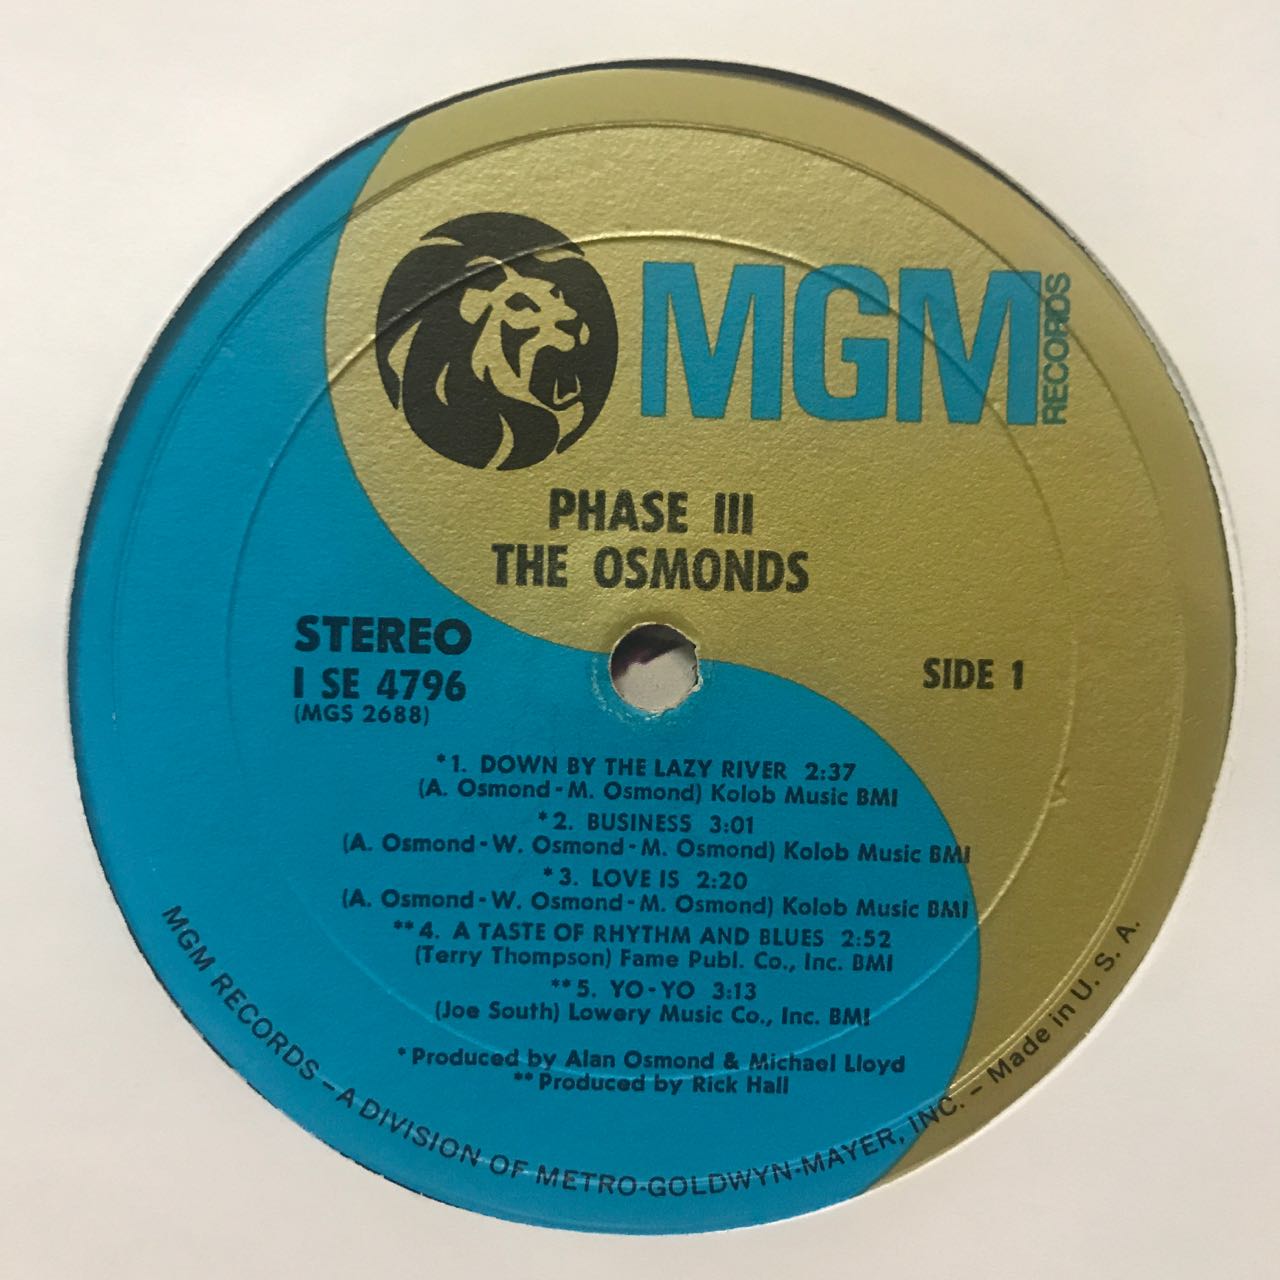 MGM
RECORDS
PHASE III
THE OSMONDS
STEREO
1 SE 4796
(MGS 2688)
SIDE 1
*1. DOWN BY THE LAZY RIVER 2:37
(A. Osmond-M. Osmond) Kolob Music BMI
*2. BUSINESS 3:01
(A. Osmond-W. Osmond-M. Osmond) Kolob Music BMI
*3. LOVE IS 2:20
(A. Osmond-W. Osmond-M. Osmond) Kolob Music BMI
**4. A TASTE OF RHYTHM AND BLUES 2:52
(Terry Thompson) Fame Publ. Co., Inc. BMI
**5. YO-YO 3:13
(Joe South) Lowery Music Co., Inc. BMI
*Produced by Alan Osmond & Michael Lloyd
**Produced by Rick Hall
MGM RECORDS – A DIVISION OF METRO-GOLDWYN-MAYER, INC. – Made in U. S. A.